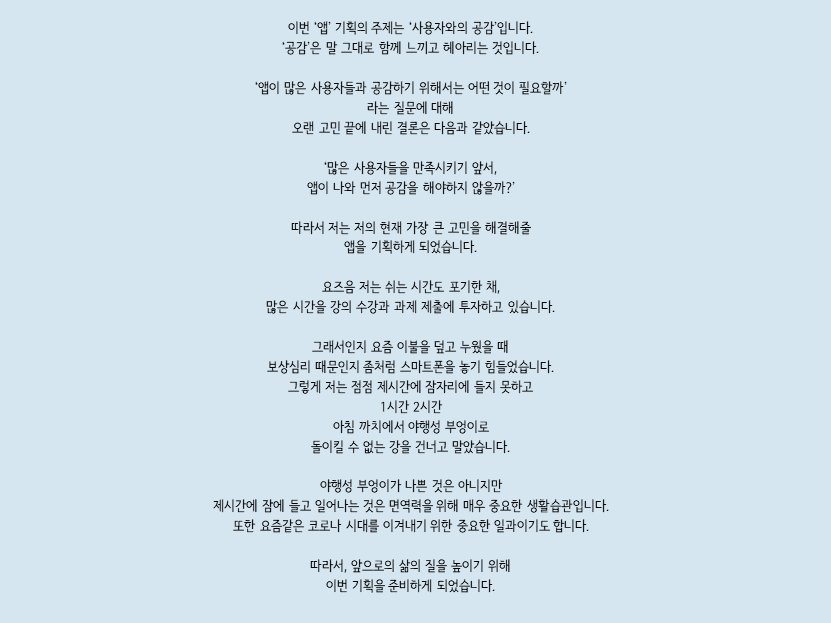 이번 '앱' 기획의 주제는 '사용자와의 공감'입니다.
'공감'은 말 그대로 함께 느끼고 헤아리는 것입니다.
'앱이 많은 사용자들과 공감하기 위해서는 어떤 것이 필요할까'
라는 질문에 대해
오랜 고민 끝에 내린 결론은 다음과 같았습니다.
'많은 사용자들을 만족시키기 앞서,
앱이 나와 먼저 공감을 해야하지 않을까?'
따라서 저는 저의 현재 가장 큰 고민을 해결해줄
앱을 기획하게 되었습니다.
요즈음 저는 쉬는 시간도 포기한 채,
많은 시간을 강의 수강과 과제 제출에 투자하고 있습니다.
그래서인지 요즘 이불을 덮고 누웠을 때
보상심리 때문인지 좀처럼 스마트폰을 놓기 힘들었습니다.
그렇게 저는 점점 제시간에 잠자리에 들지 못하고
1시간 2시간
아침 까치에서 야행성 부엉이로
돌이킬 수 없는 강을 건너고 말았습니다.
야행성 부엉이가 나쁜 것은 아니지만
제시간에 잠에 들고 일어나는 것은 면역력을 위해 매우 중요한 생활습관입니다.
또한 요즘같은 코로나 시대를 이겨내기 위한 중요한 일과이기도 합니다.
따라서, 앞으로의 삶의 질을 높이기 위해
이번 기획을 준비하게 되었습니다.